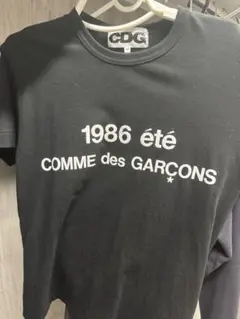 CDG
1986 été
COMME des GARÇONS